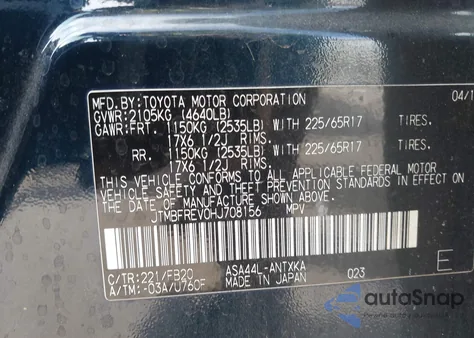 MFD.BY:TOYOTA MOTOR CORPORATION 04/1
GVWR:2105KG (4640LB)
GAWR:FRT. 1150KG (2535LB) WITH 225/65R17 TIRES.
17X6 1/2J RIMS.
RR. 1150KG (2535LB) WITH 225/65R17 TIRES.
17X6 1/2J RIMS.
THIS VEHICLE CONFORMS TO ALL APPLICABLE FEDERAL MOTOR
VEHICLE SAFETY AND THEFT PREVENTION STANDARDS IN EFFECT
ON THE DATE OF MANUFACTURE SHOWN ABOVE.
JTMBFREV0HJ708156 MPV
C/TR:221/FB20 ASA44L-ANTXKA
A/TM:-03A/U760F MADE IN JAPAN 023
E
autoSnap